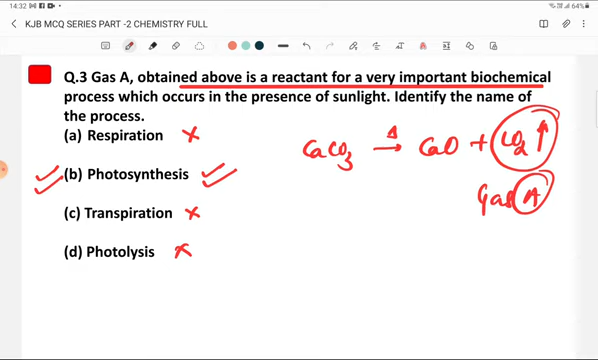 14:32
64%
KJB MCQ SERIES PART -2 CHEMISTRY FULL
Q.3 Gas A, obtained above is a reactant for a very important biochemical
process which occurs in the presence of sunlight. Identify the name of
the process.
(a) Respiration
CaCO3 Δ→ CaO + CO2 ↑
(b) Photosynthesis
Gas A
(c) Transpiration
(d) Photolysis